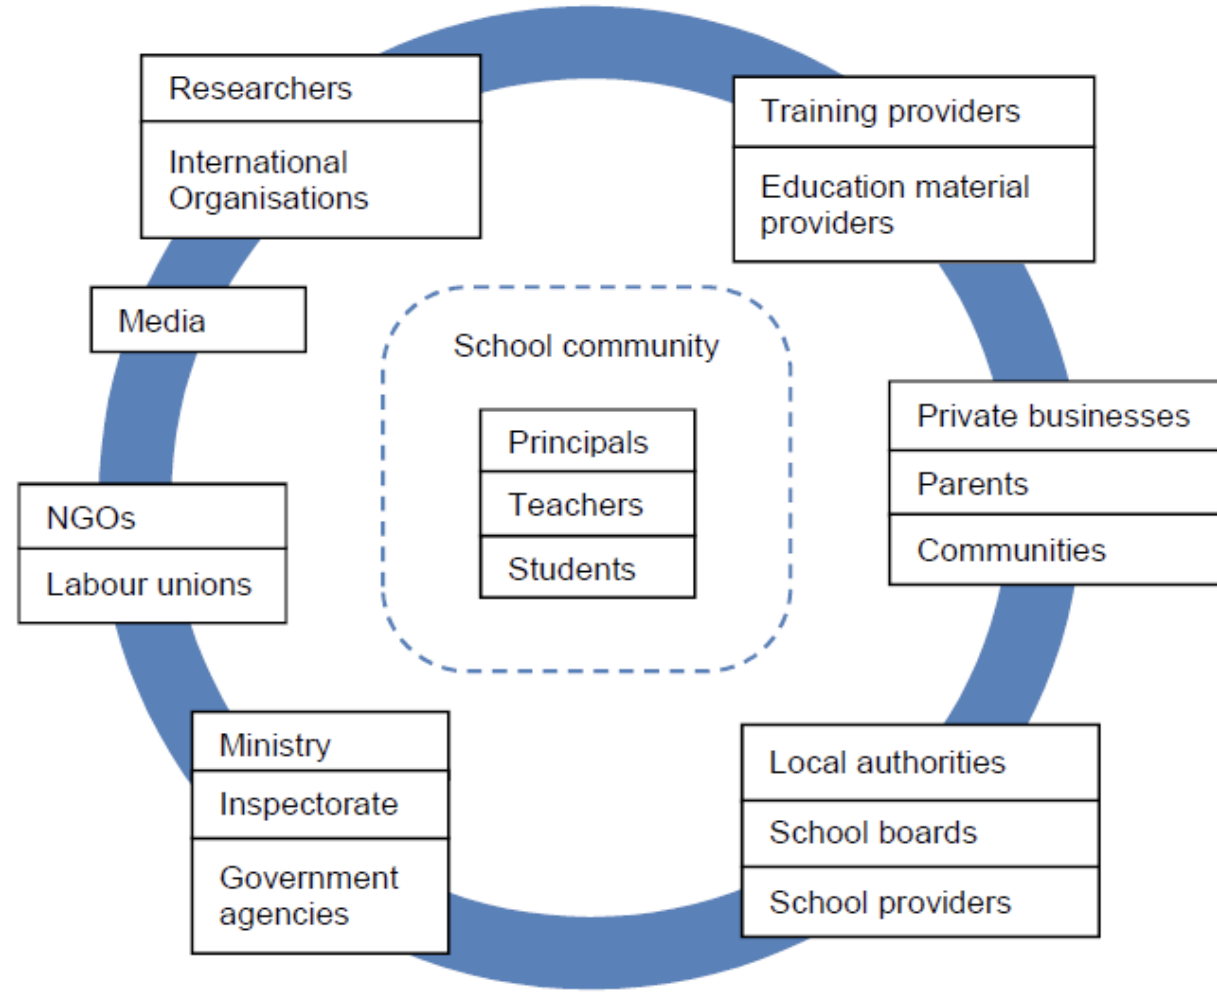 Researchers
International
Organisations
Training providers
Education material
providers
Media
School community
Principals
Teachers
Students
Private businesses
Parents
Communities
NGOs
Labour unions
Ministry
Inspectorate
Government
agencies
Local authorities
School boards
School providers